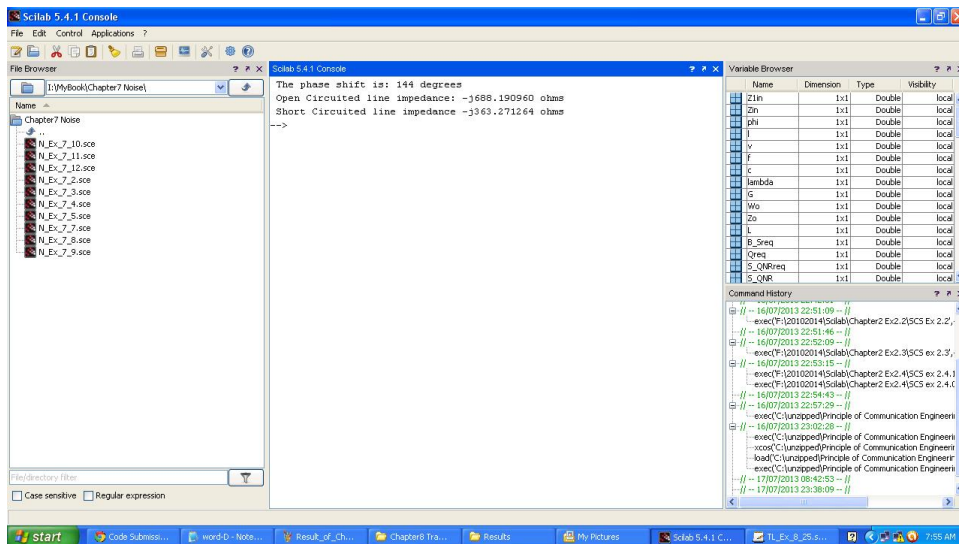 Scilab 5.4.1 Console
File Edit Control Applications ?
File Browser
I:\MyBook\Chapter7 Noise\
Name
Chapter7 Noise
..
N_Ex_7_10.sce
N_Ex_7_11.sce
N_Ex_7_12.sce
N_Ex_7_2.sce
N_Ex_7_3.sce
N_Ex_7_4.sce
N_Ex_7_5.sce
N_Ex_7_7.sce
N_Ex_7_8.sce
N_Ex_7_9.sce
File/directory filter
Case sensitive Regular expression
Scilab 5.4.1 Console
The phase shift is: 144 degrees
Open Circuited line impedance: -j688.190960 ohms
Short Circuited line impedance -j363.271264 ohms
-->
Variable Browser
Name Dimension Type Visibility
Z1in 1x1 Double local
Zin 1x1 Double local
phi 1x1 Double local
l 1x1 Double local
v 1x1 Double local
f 1x1 Double local
c 1x1 Double local
lambda 1x1 Double local
G 1x1 Double local
Wo 1x1 Double local
Zo 1x1 Double local
L 1x1 Double local
B_Sreq 1x1 Double local
Qreq 1x1 Double local
S_QNRreq 1x1 Double local
S_QNR 1x1 Double local
Command History
// -- 16/07/2013 22:51:09 -- //
exec('F:\20102014\Scilab\Chapter2 Ex2.2\SCS Ex 2.2',
// -- 16/07/2013 22:51:46 -- //
// -- 16/07/2013 22:52:09 -- //
exec('F:\20102014\Scilab\Chapter2 Ex2.3\SCS ex 2.3',
// -- 16/07/2013 22:53:15 -- //
exec('F:\20102014\Scilab\Chapter2 Ex2.4\SCS ex 2.4.1
exec('F:\20102014\Scilab\Chapter2 Ex2.4\SCS ex 2.4.(
// -- 16/07/2013 22:54:43 -- //
// -- 16/07/2013 22:57:29 -- //
exec('C:\unzipped\Principle of Communication Engineerin
// -- 16/07/2013 23:02:28 -- //
exec('C:\unzipped\Principle of Communication Engineerin
xcos('C:\unzipped\Principle of Communication Engineerin
load('C:\unzipped\Principle of Communication Engineerin
exec('C:\unzipped\Principle of Communication Engineerin
// -- 17/07/2013 08:42:53 -- //
// -- 17/07/2013 23:38:09 -- //
start Code Submissi... word-D - Note... Result_of_Ch... Chapter8 Tra... Results My Pictures Scilab 5.4.1 C... TL_Ex_8_25.s... 7:55 AM